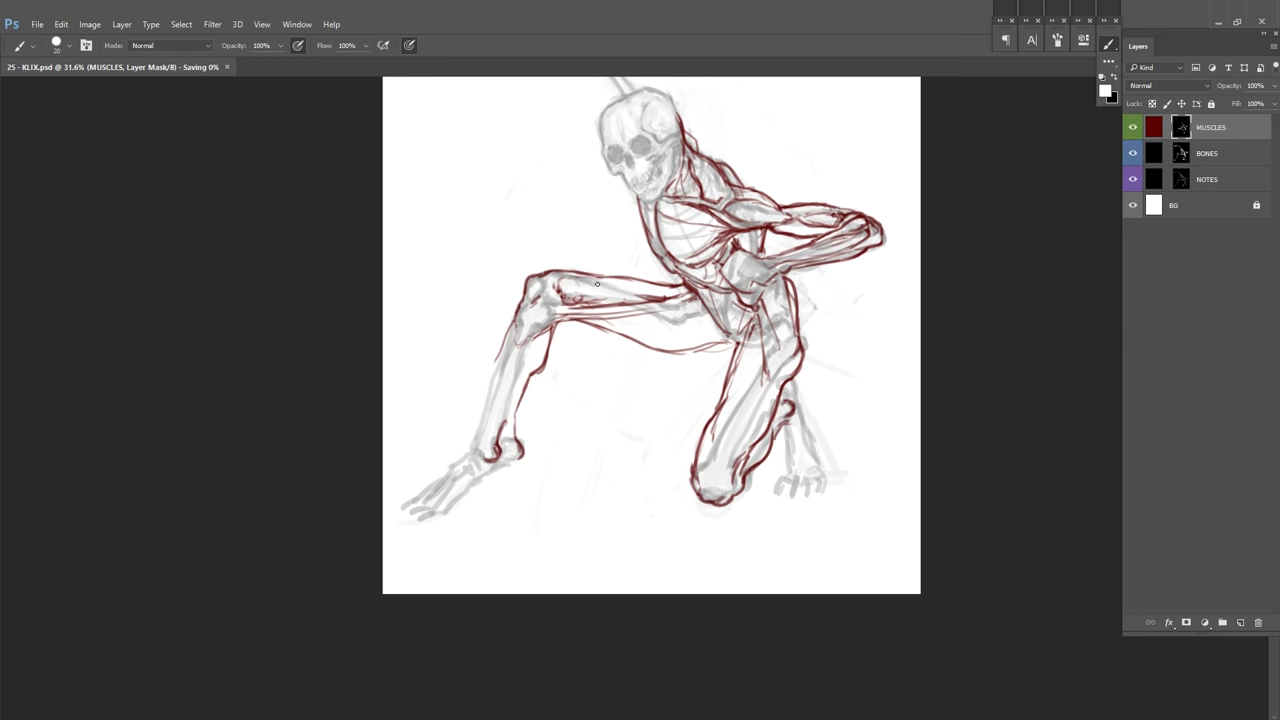 Ps File Edit Image Layer Type Select Filter 3D View Window Help
20 Mode: Normal Opacity: 100% Flow: 100%
25 - KLIX.psd @ 31.6% (MUSCLES, Layer Mask/8) - Saving 0% ×
A|
Layers
Kind
Normal Opacity: 100%
Lock: Fill: 100%
MUSCLES
BONES
NOTES
BG
fx